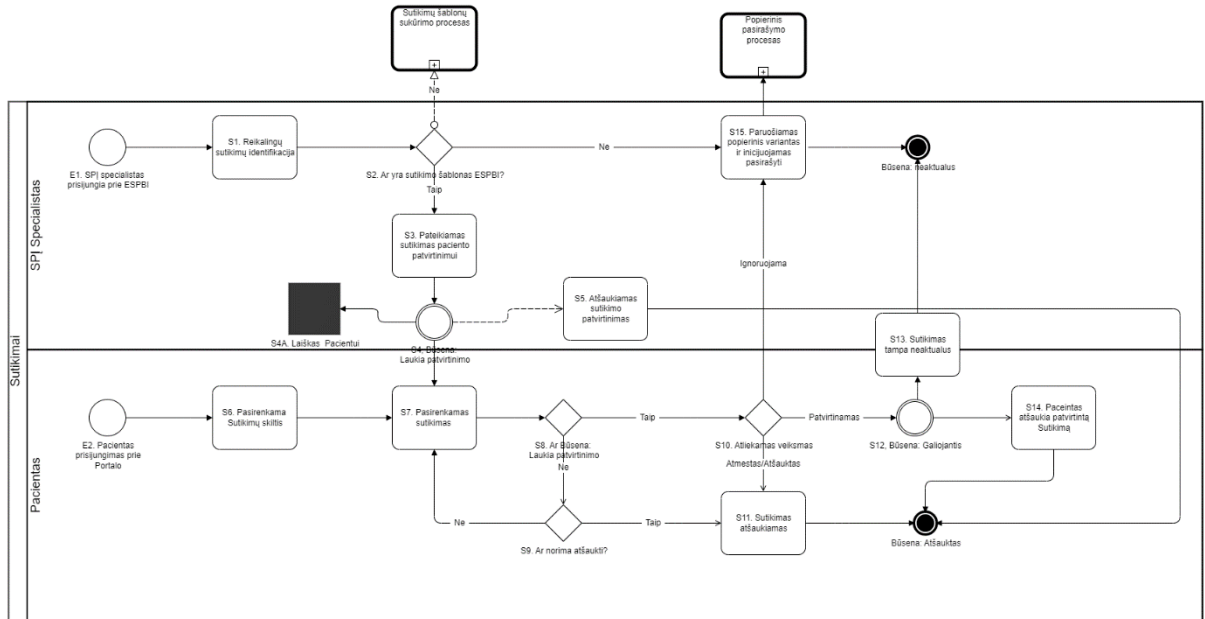 Sutikimų šablonų
sukūrimo procesas
Popierinis
pasirašymo
procesas
Ne
Sutikimai
SPĮ Specialistas
E1. SPĮ specialistas
prisijungia prie ESPBI
S1. Reikalingų
sutikimų identifikacija
S2. Ar yra sutikimo šablonas ESPBI?
Ne
Taip
S15. Paruošiamas
popierinis variantas
ir inicijuojamas
pasirašyti
Būsena: neaktualus
S3. Pateikiamas
sutikimas paciento
patvirtinimui
Ignoruojama
S4A. Laiškas Pacientui
S4, Būsena:
Laukia patvirtinimo
S5. Atšaukiamas
sutikimo
patvirtinimas
S13. Sutikimas
tampa neaktualus
Pacientas
E2. Pacientas
prisijungimas prie
Portalo
S6. Pasirenkama
Sutikimų skiltis
S7. Pasirenkamas
sutikimas
S8. Ar Būsena:
Laukia patvirtinimo
Taip
Ne
S10. Atliekamas veiksmas
Patvirtinamas
Atmestas/Atšauktas
S12, Būsena: Galiojantis
S14. Paceintas
atšaukia patvirtintą
Sutikimą
Ne
S9. Ar norima atšaukti?
Taip
S11. Sutikimas
atšaukiamas
Būsena: Atšauktas